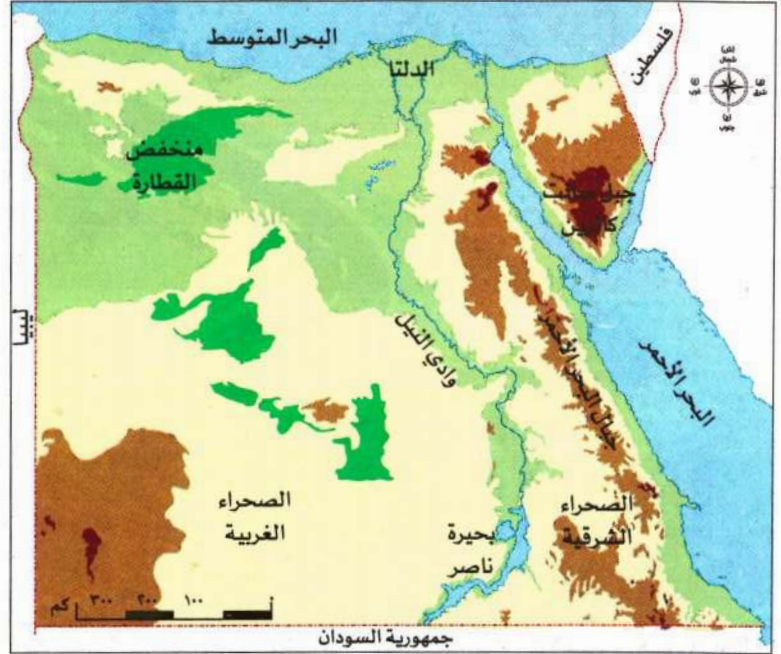 البحر المتوسط
فلسطين
الدلتا
منخفض
القطارة
جبل سانت
كاترين
ليبيا
وادي النيل
جبال البحر الأحمر
البحر الأحمر
الصحراء
الغربية
بحيرة
ناصر
الصحراء
الشرقية
١٠٠ ٢٠٠ ٣٠٠ كم
جمهورية السودان